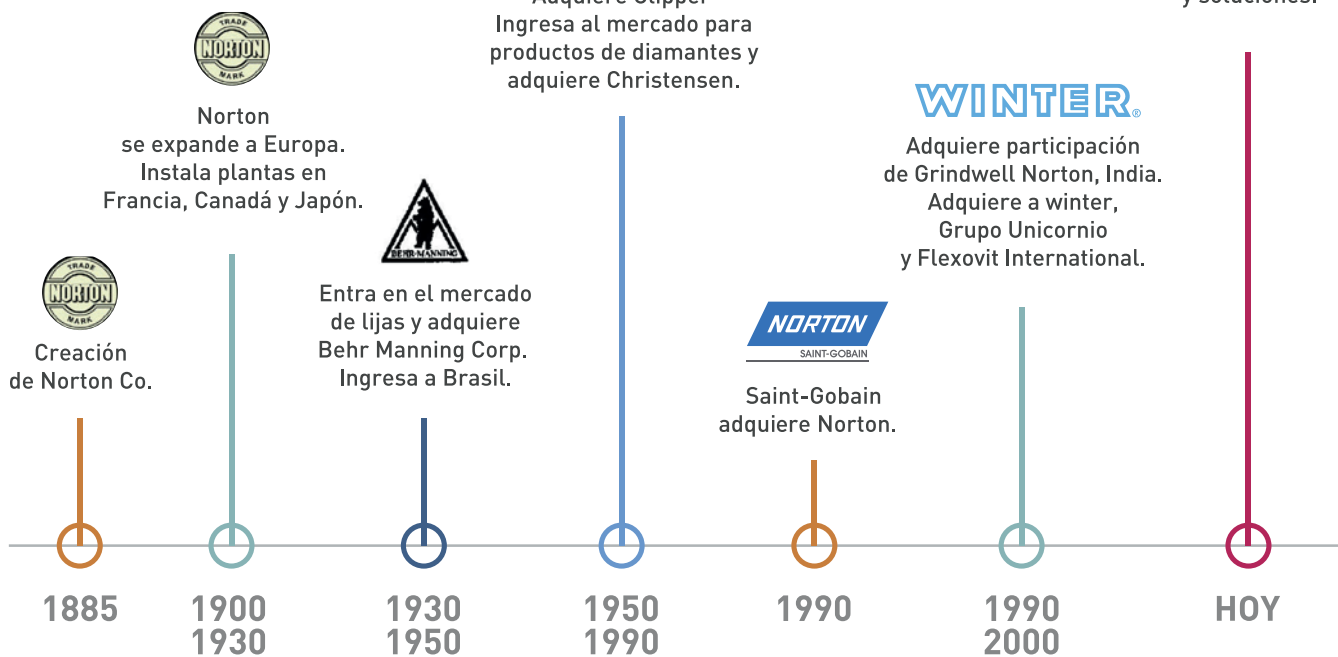 TRADE
NORTON
MARK
Creación
de Norton Co.
1885
TRADE
NORTON
MARK
Norton
se expande a Europa.
Instala plantas en
Francia, Canadá y Japón.
1900
1930
BEHR-MANNING
Entra en el mercado
de lijas y adquiere
Behr Manning Corp.
Ingresa a Brasil.
1930
1950
Adquiere Clipper
Ingresa al mercado para
productos de diamantes y
adquiere Christensen.
1950
1990
NORTON
SAINT-GOBAIN
Saint-Gobain
adquiere Norton.
1990
WINTER®
Adquiere participación
de Grindwell Norton, India.
Adquiere a winter,
Grupo Unicornio
y Flexovit International.
1990
2000
y soluciones.
HOY